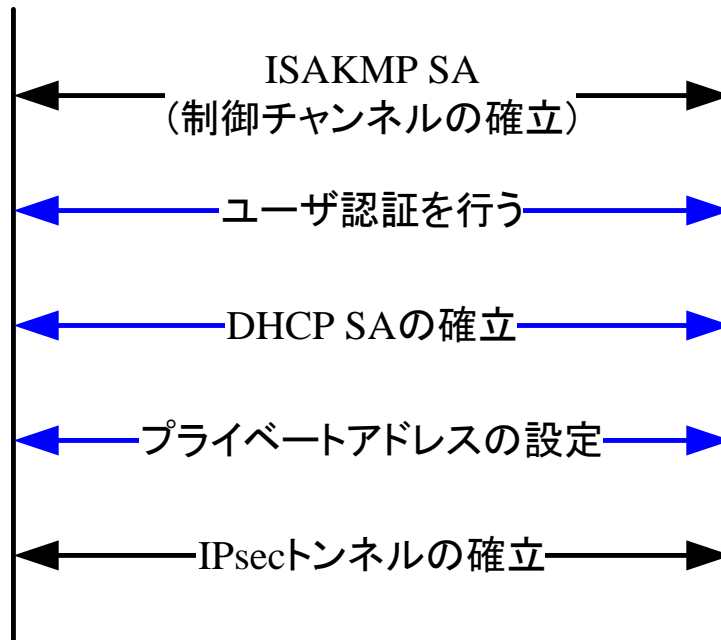 ISAKMP SA
(制御チャンネルの確立)
ユーザ認証を行う
DHCP SAの確立
プライベートアドレスの設定
IPsecトンネルの確立